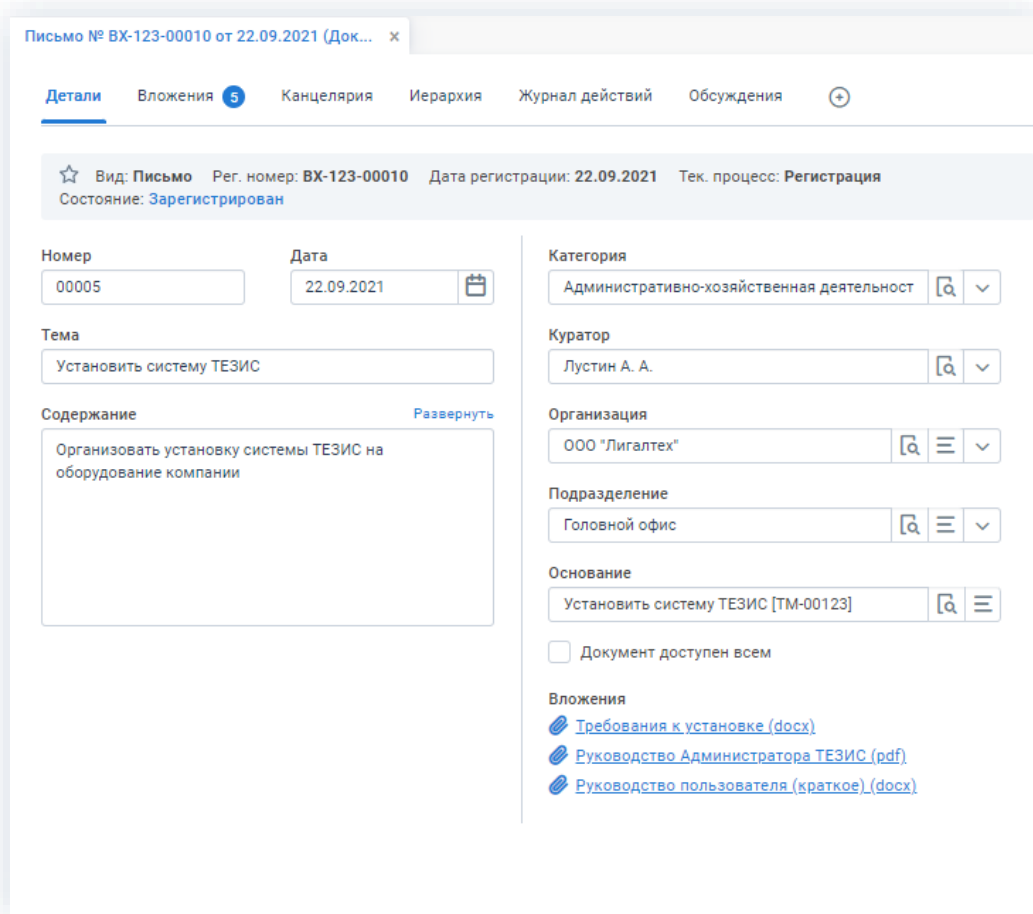 Письмо № ВХ-123-00010 от 22.09.2021 (Док... ×
Детали Вложения 5 Канцелярия Иерархия Журнал действий Обсуждения
Вид: Письмо Рег. номер: ВХ-123-00010 Дата регистрации: 22.09.2021 Тек. процесс: Регистрация
Состояние: Зарегистрирован
Номер Дата
00005 22.09.2021
Тема
Установить систему ТЕЗИС
Содержание Развернуть
Организовать установку системы ТЕЗИС на
оборудование компании
Категория
Административно-хозяйственная деятельност
Куратор
Лустин А. А.
Организация
ООО "Лигалтех"
Подразделение
Головной офис
Основание
Установить систему ТЕЗИС [ТМ-00123]
Документ доступен всем
Вложения
Требования к установке (docx)
Руководство Администратора ТЕЗИС (pdf)
Руководство пользователя (краткое) (docx)